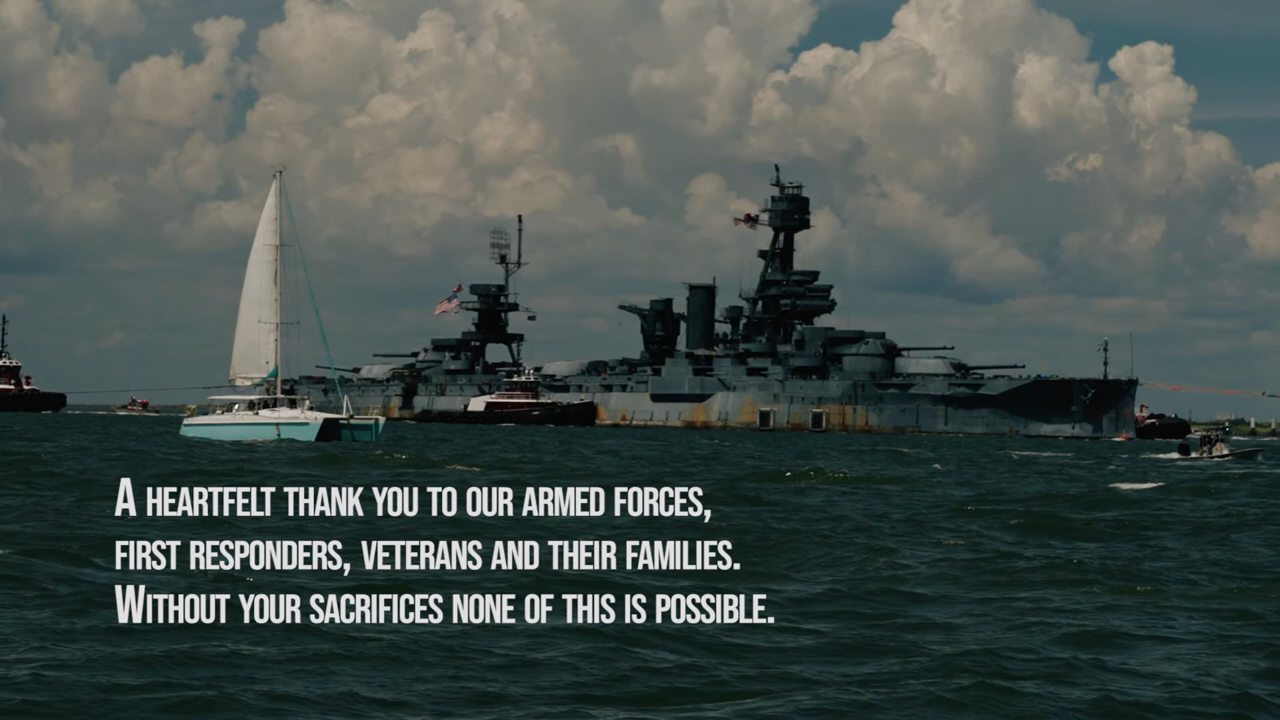 A heartfelt thank you to our armed forces,
first responders, veterans and their families.
Without your sacrifices none of this is possible.